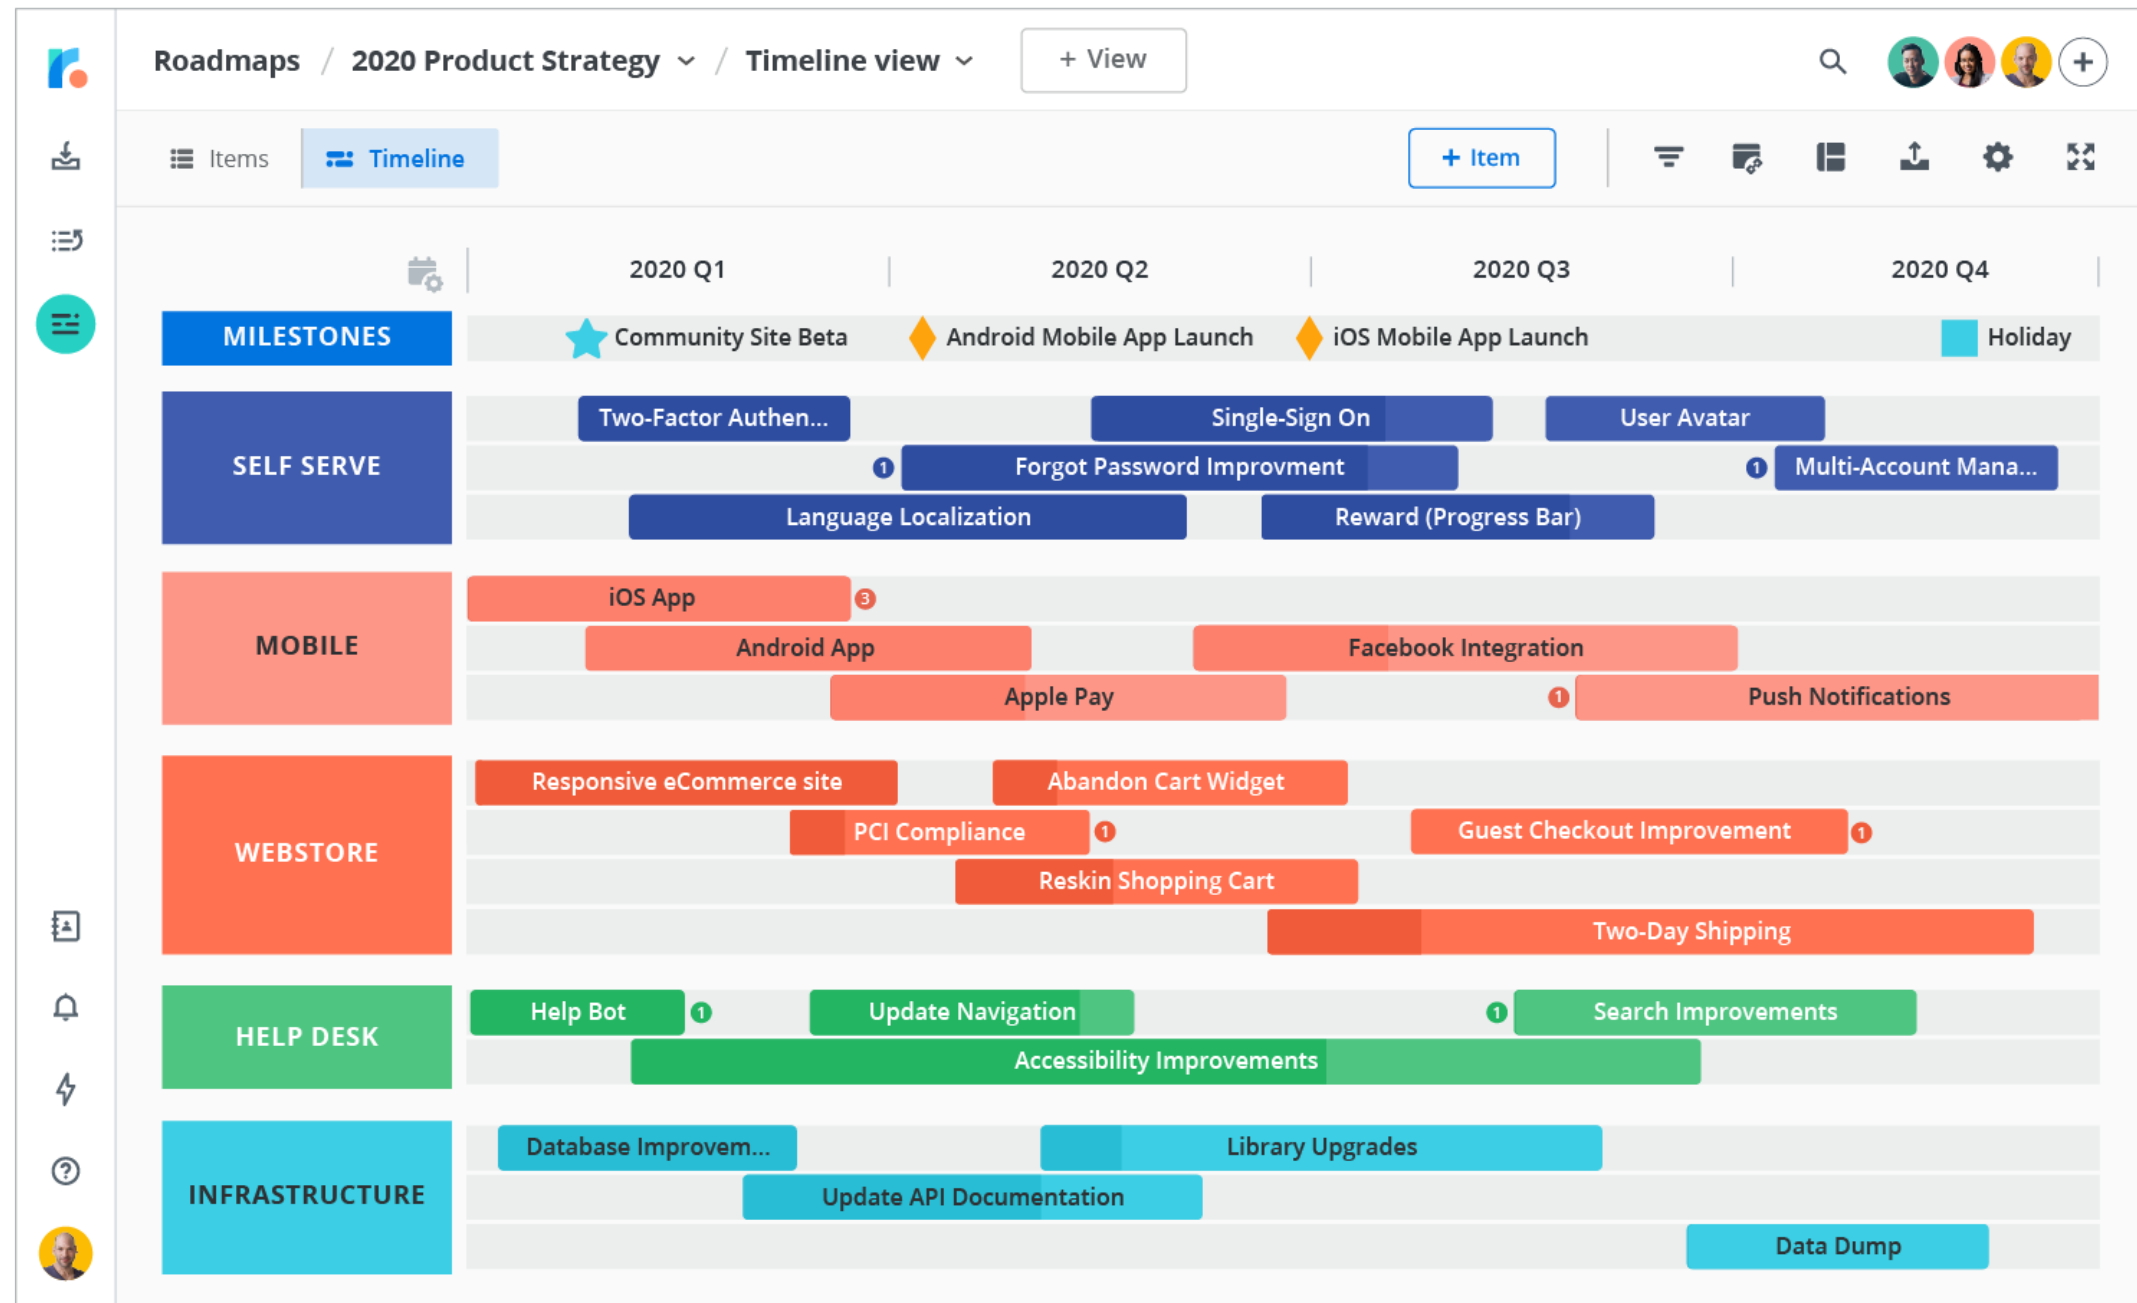 Roadmaps / 2020 Product Strategy / Timeline view + View
Items Timeline + Item
2020 Q1 2020 Q2 2020 Q3 2020 Q4
MILESTONES Community Site Beta Android Mobile App Launch iOS Mobile App Launch Holiday
SELF SERVE
Two-Factor Authen... Single-Sign On User Avatar
1 Forgot Password Improvment 1 Multi-Account Mana...
Language Localization Reward (Progress Bar)
MOBILE
iOS App 3
Android App Facebook Integration
Apple Pay 1 Push Notifications
WEBSTORE
Responsive eCommerce site Abandon Cart Widget
PCI Compliance 1 Guest Checkout Improvement 1
Reskin Shopping Cart
Two-Day Shipping
HELP DESK
Help Bot 1 Update Navigation 1 Search Improvements
Accessibility Improvements
INFRASTRUCTURE
Database Improvem... Library Upgrades
Update API Documentation
Data Dump